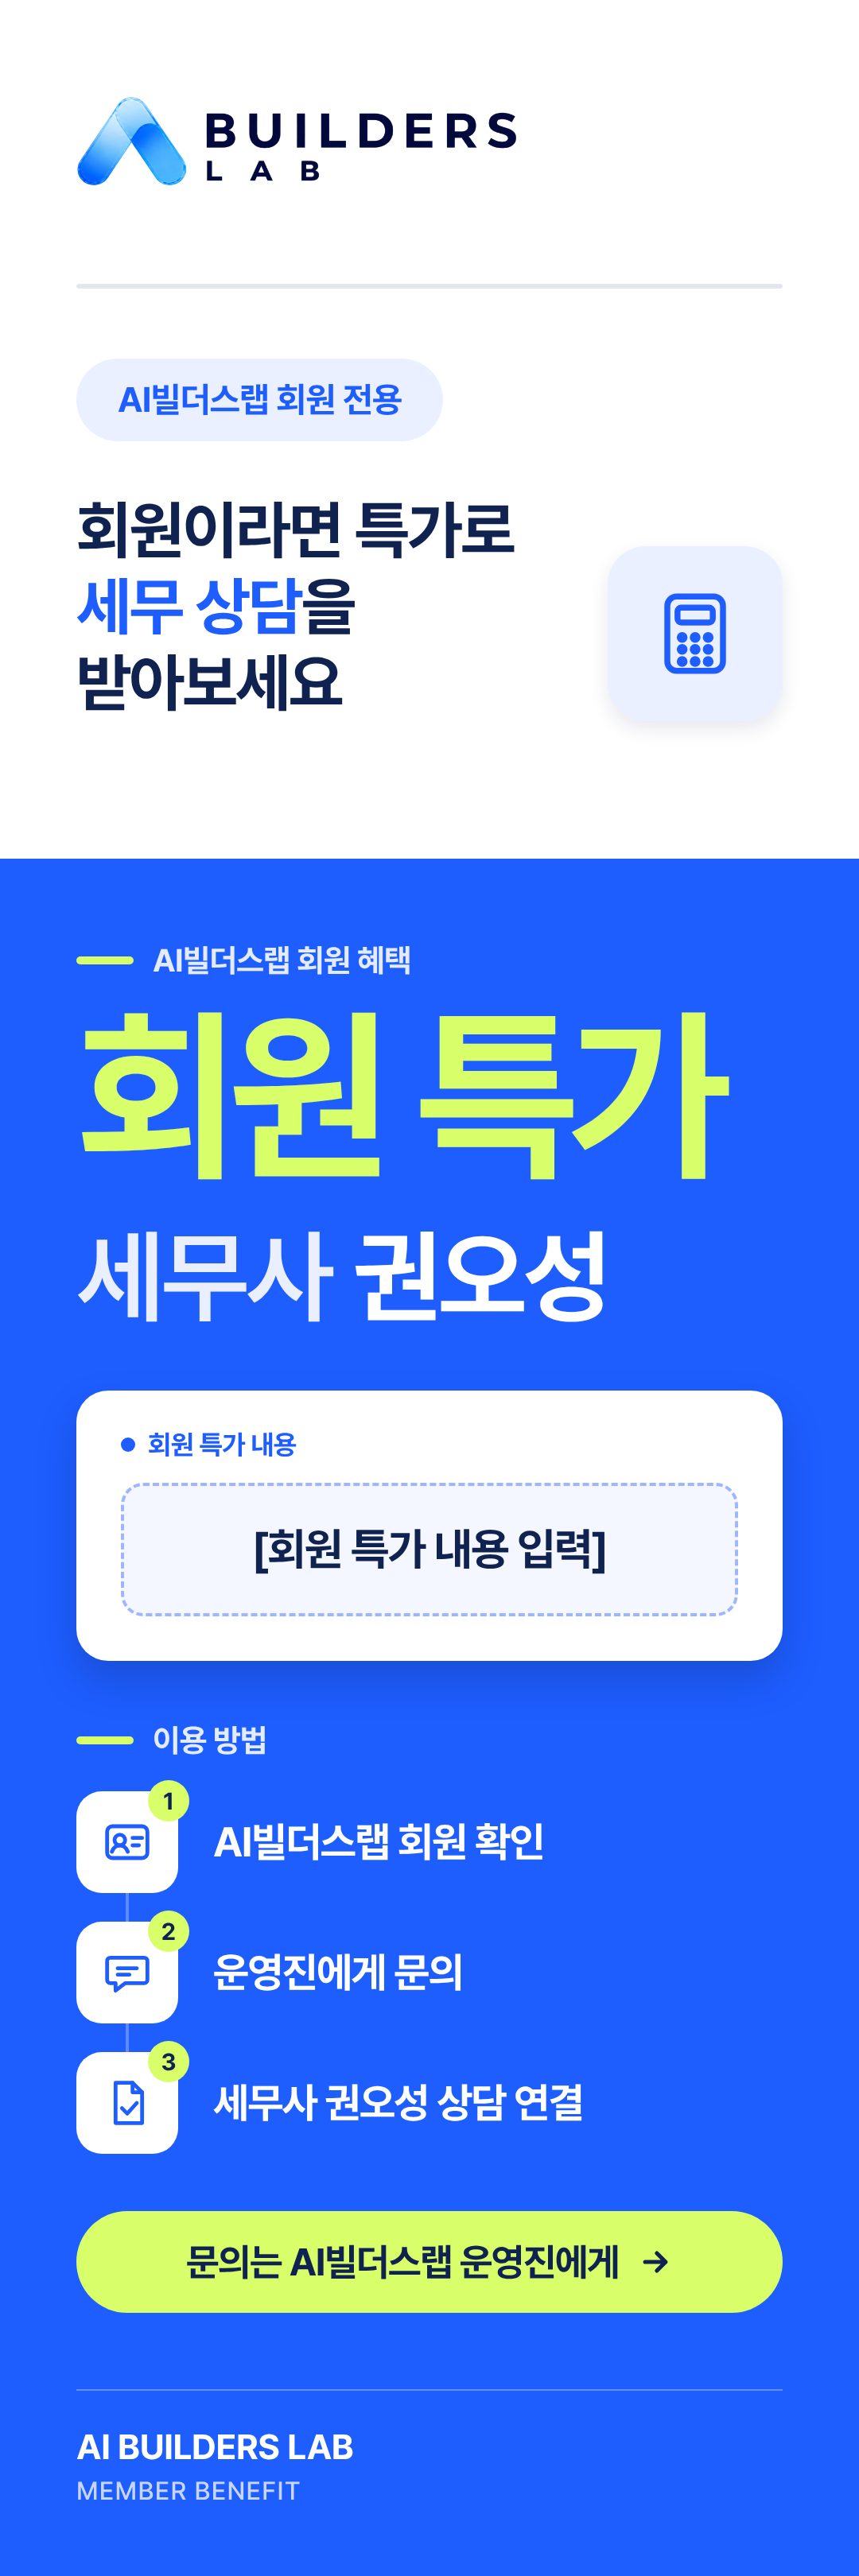 BUILDERS
LAB
AI빌더스랩 회원 전용
회원이라면 특가로
세무 상담을
받아보세요
AI빌더스랩 회원 혜택
회원 특가
세무사 권오성
회원 특가 내용
[회원 특가 내용 입력]
이용 방법
1
AI빌더스랩 회원 확인
2
운영진에게 문의
3
세무사 권오성 상담 연결
문의는 AI빌더스랩 운영진에게 →
AI BUILDERS LAB
MEMBER BENEFIT